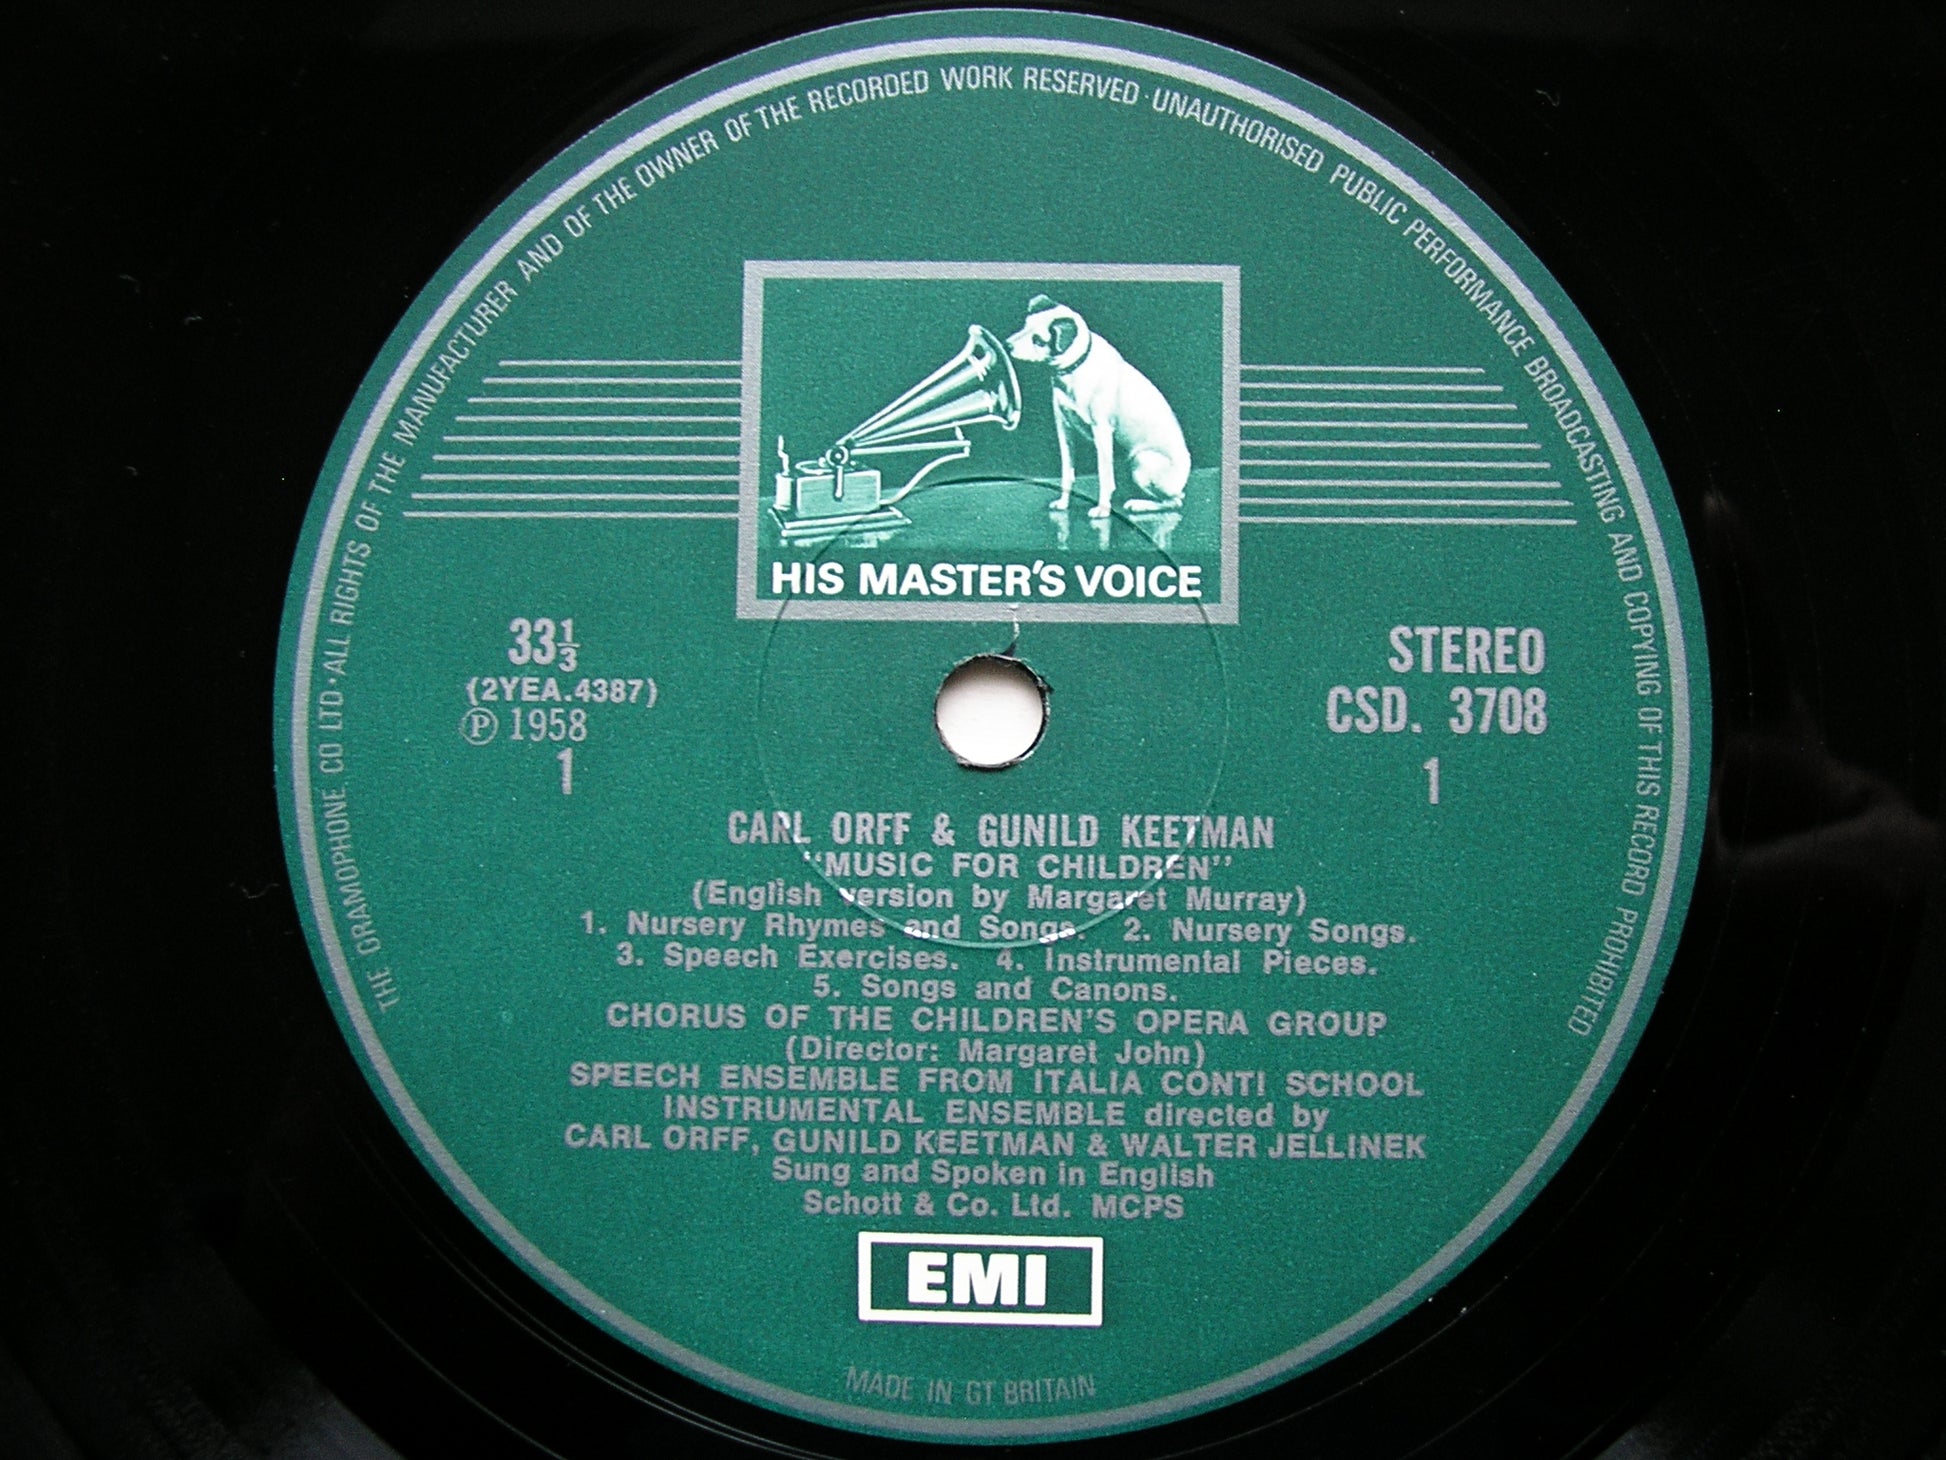 THE GRAMOPHONE CO LTD · ALL RIGHTS OF THE MANUFACTURER AND OF THE OWNER OF THE RECORDED WORK RESERVED · UNAUTHORISED PUBLIC PERFORMANCE BROADCASTING AND COPYING OF THIS RECORD PROHIBITED
HIS MASTER'S VOICE
33⅓
(2YEA.4387)
℗ 1958
1
STEREO
CSD. 3708
1
CARL ORFF & GUNILD KEETMAN
"MUSIC FOR CHILDREN"
(English version by Margaret Murray)
1. Nursery Rhymes and Songs. 2. Nursery Songs.
3. Speech Exercises. 4. Instrumental Pieces.
5. Songs and Canons.
CHORUS OF THE CHILDREN'S OPERA GROUP
(Director: Margaret John)
SPEECH ENSEMBLE FROM ITALIA CONTI SCHOOL
INSTRUMENTAL ENSEMBLE directed by
CARL ORFF, GUNILD KEETMAN & WALTER JELLINEK
Sung and Spoken in English
Schott & Co. Ltd. MCPS
EMI
MADE IN GT BRITAIN